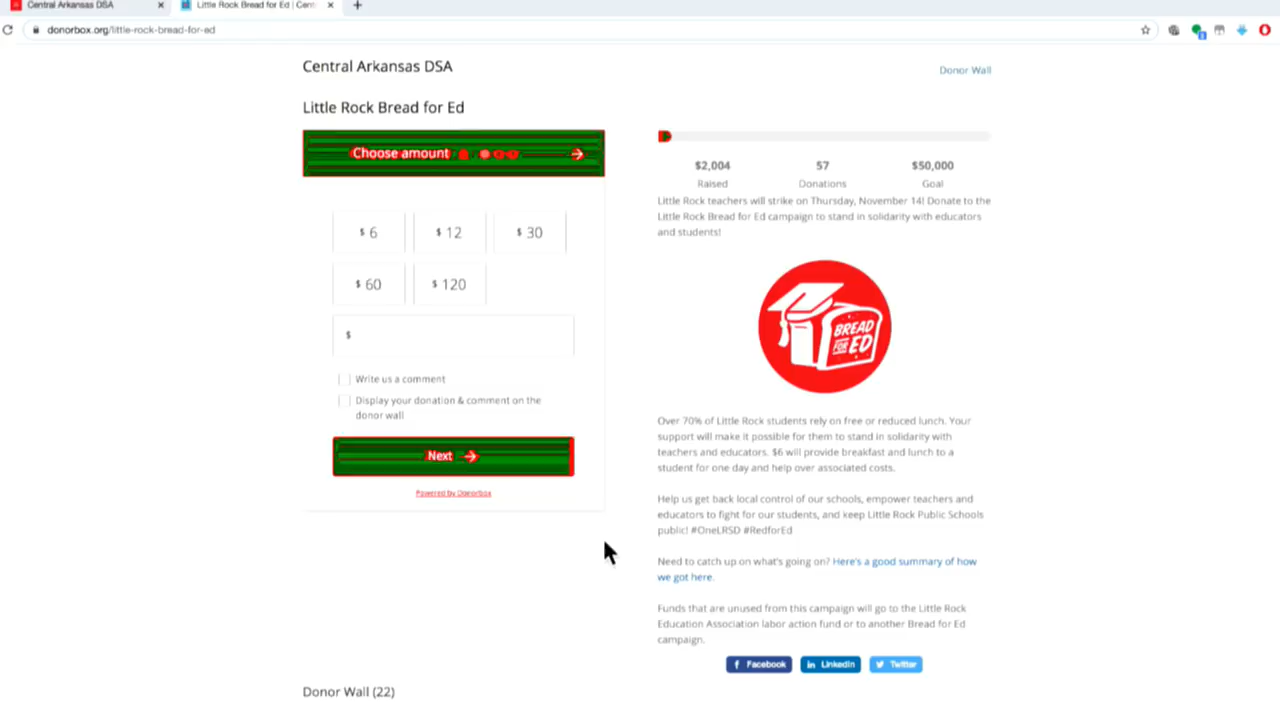 Central Arkansas DSA
Little Rock Bread for Ed | Cen
donorbox.org/little-rock-bread-for-ed
Central Arkansas DSA
Donor Wall
Little Rock Bread for Ed
Choose amount
$ 6
$ 12
$ 30
$ 60
$ 120
$
Write us a comment
Display your donation & comment on the
donor wall
Next
Powered by Donorbox
$2,004
57
$50,000
Raised
Donations
Goal
Little Rock teachers will strike on Thursday, November 14! Donate to the
Little Rock Bread for Ed campaign to stand in solidarity with educators
and students!
BREAD
FOR
ED
Over 70% of Little Rock students rely on free or reduced lunch. Your
support will make it possible for them to stand in solidarity with
teachers and educators. $6 will provide breakfast and lunch to a
student for one day and help over associated costs.
Help us get back local control of our schools, empower teachers and
educators to fight for our students, and keep Little Rock Public Schools
public! #OneLRSD #RedforEd
Need to catch up on what's going on? Here's a good summary of how
we got here.
Funds that are unused from this campaign will go to the Little Rock
Education Association labor action fund or to another Bread for Ed
campaign.
Facebook
LinkedIn
Twitter
Donor Wall (22)